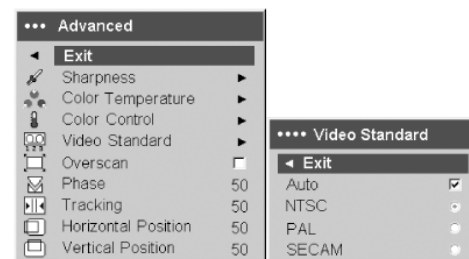 Advanced
Exit
Sharpness
Color Temperature
Color Control
Video Standard
Overscan
Phase 50
Tracking 50
Horizontal Position 50
Vertical Position 50
Video Standard
Exit
Auto
NTSC
PAL
SECAM